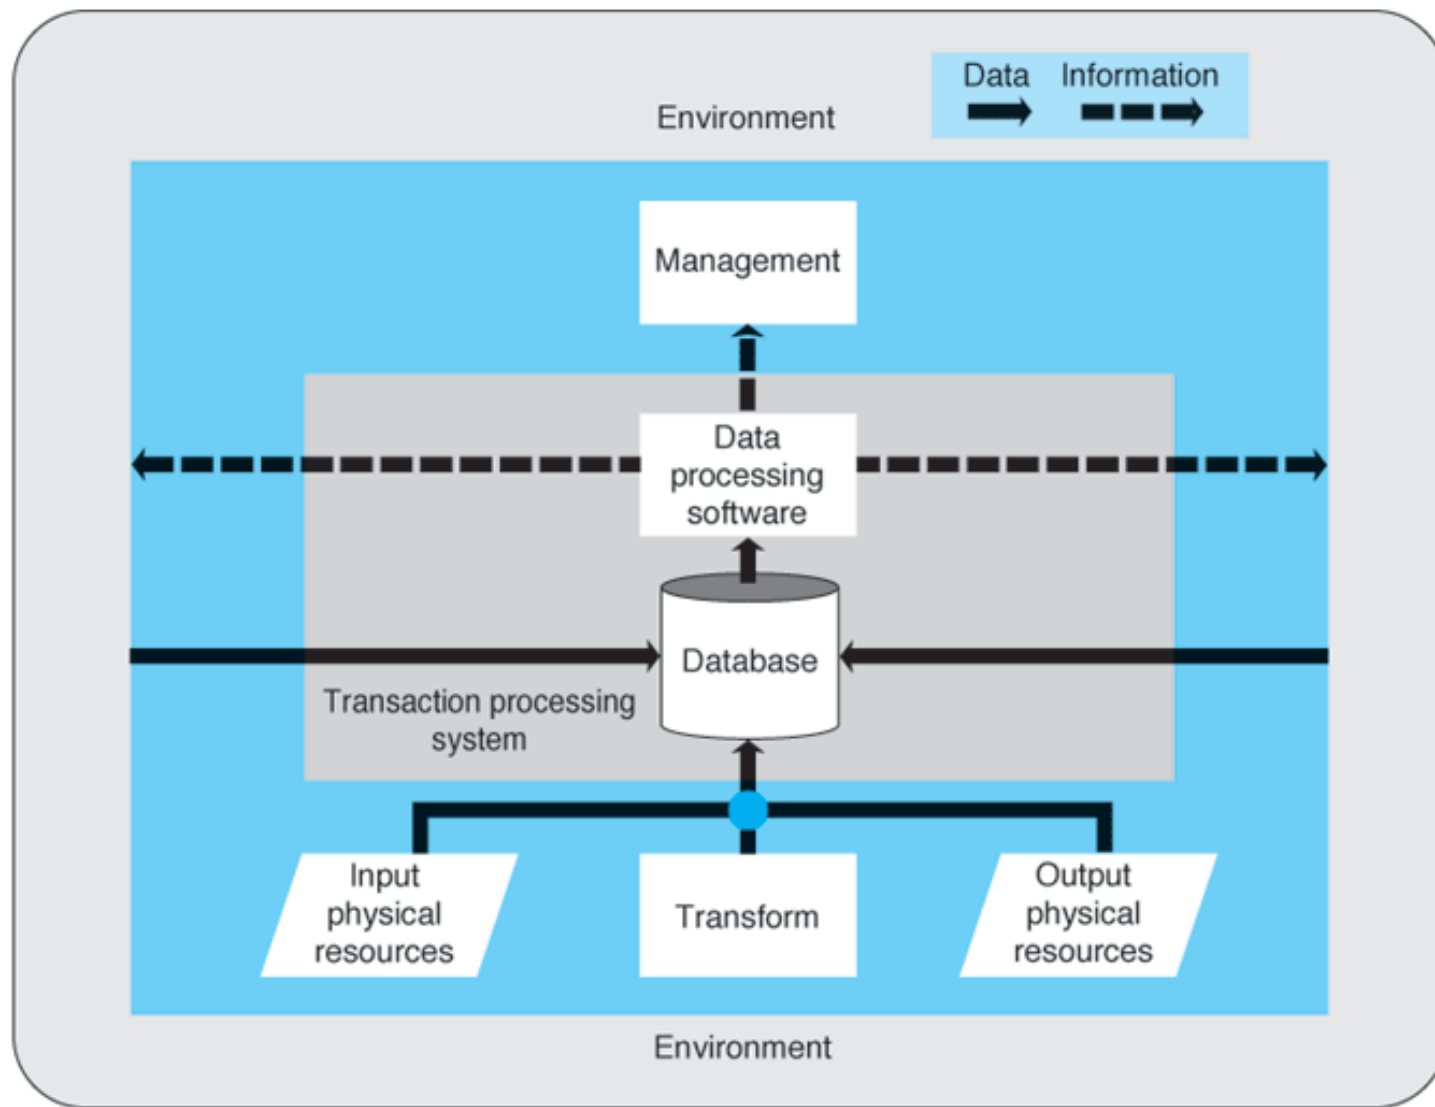 Data Information
Environment
Management
Data
processing
software
Database
Transaction processing
system
Input
physical
resources
Transform
Output
physical
resources
Environment